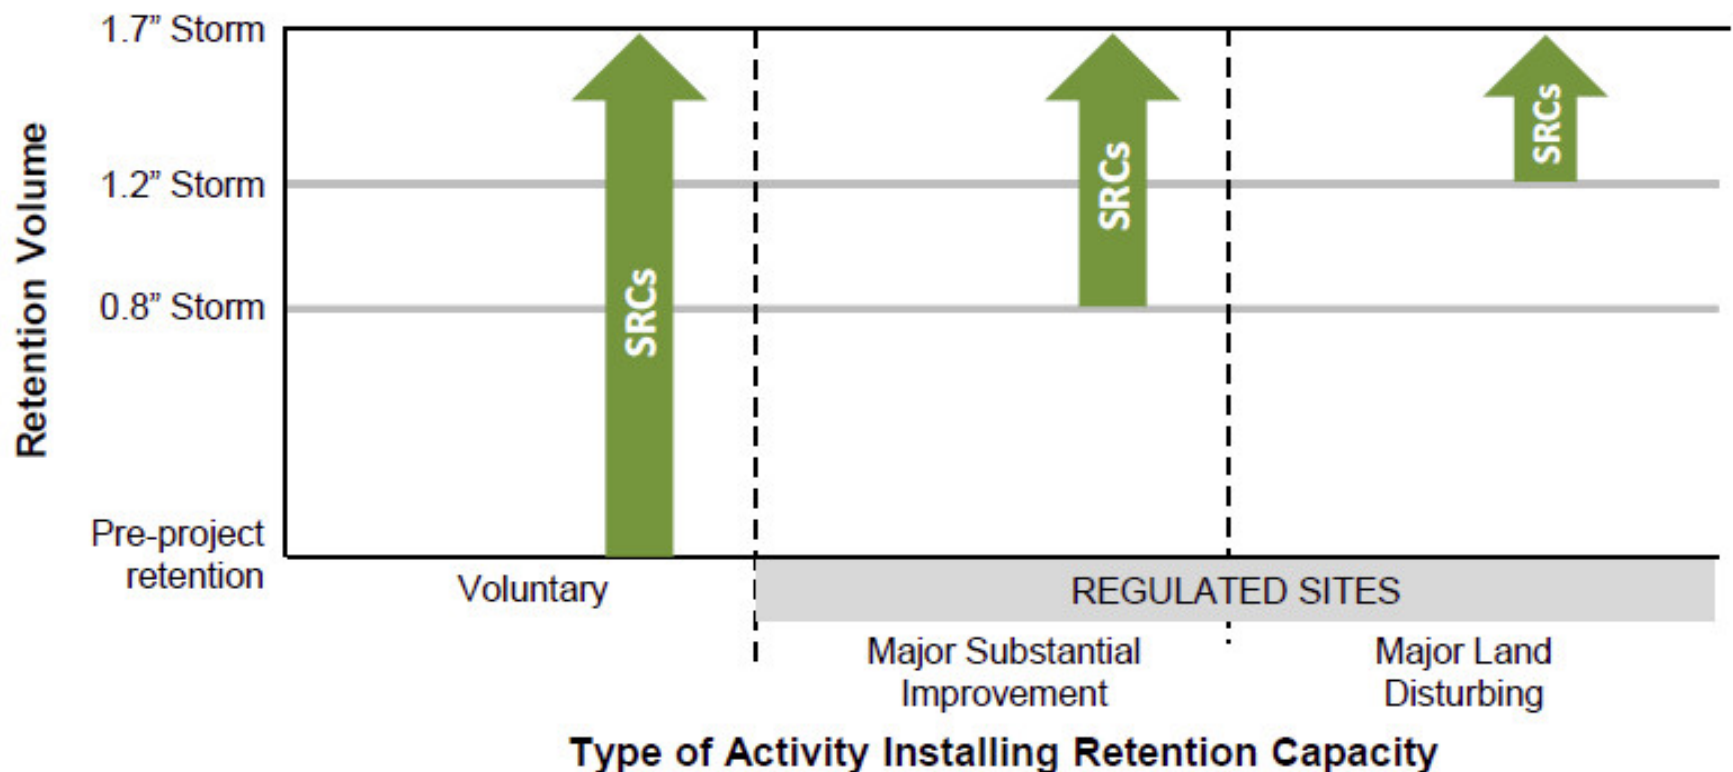 1.7” Storm
1.2” Storm
0.8” Storm
Pre-project
retention
Retention Volume
SRCs
SRCs
SRCs
Voluntary
REGULATED SITES
Major Substantial
Improvement
Major Land
Disturbing
Type of Activity Installing Retention Capacity